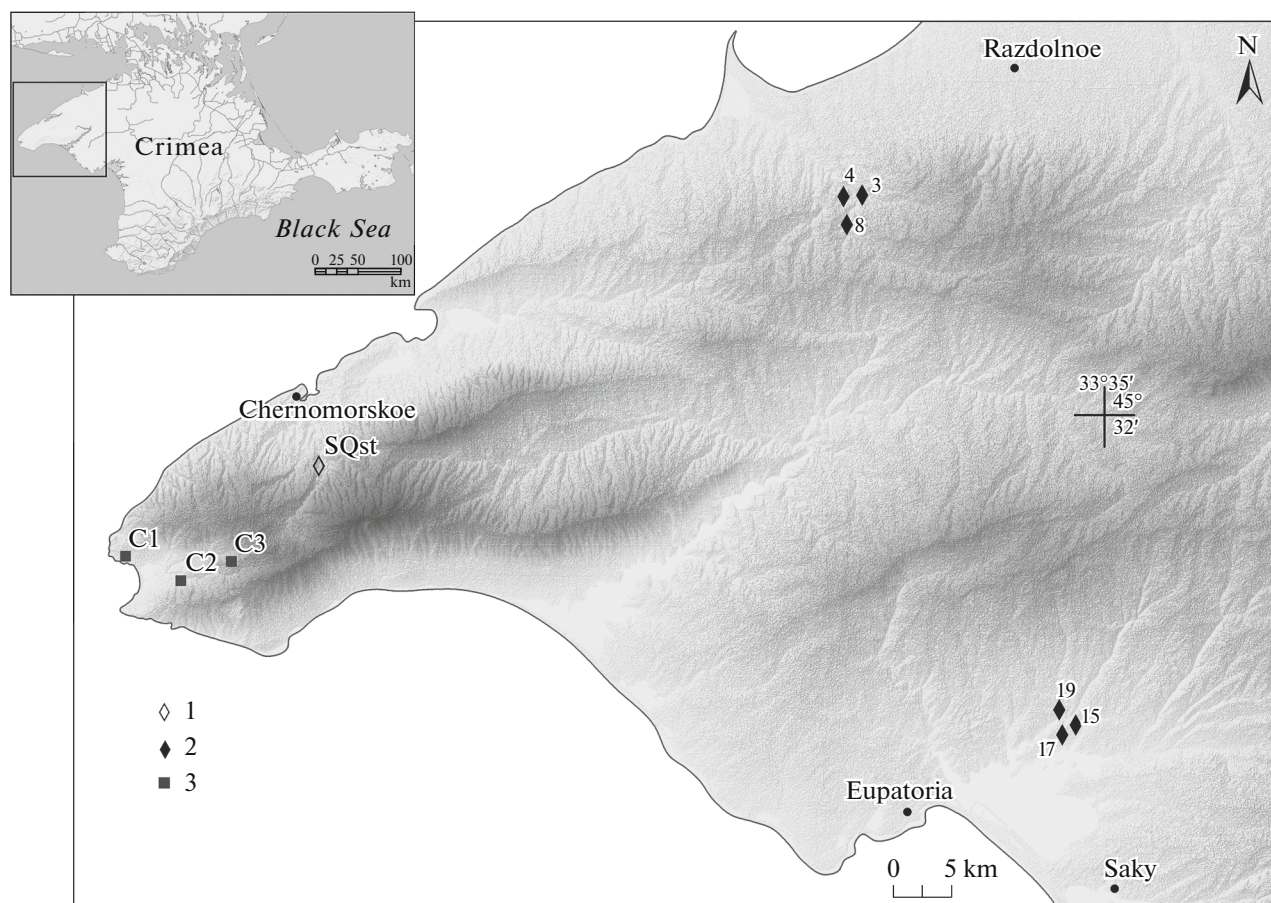 Crimea
Black Sea
0 25 50 100
km
Razdolnoe
N
4
3
8
33°35′
45°
32′
Chernomorskoe
SQst
C1
C2
C3
1
2
3
19
15
17
Eupatoria
0 5 km
Saky